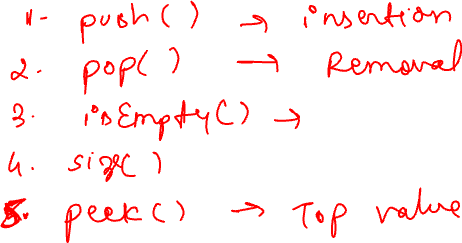 1- push() → insertion
2. pop() → Removal
3. isEmpty() →
4. size()
5. peek() → Top value